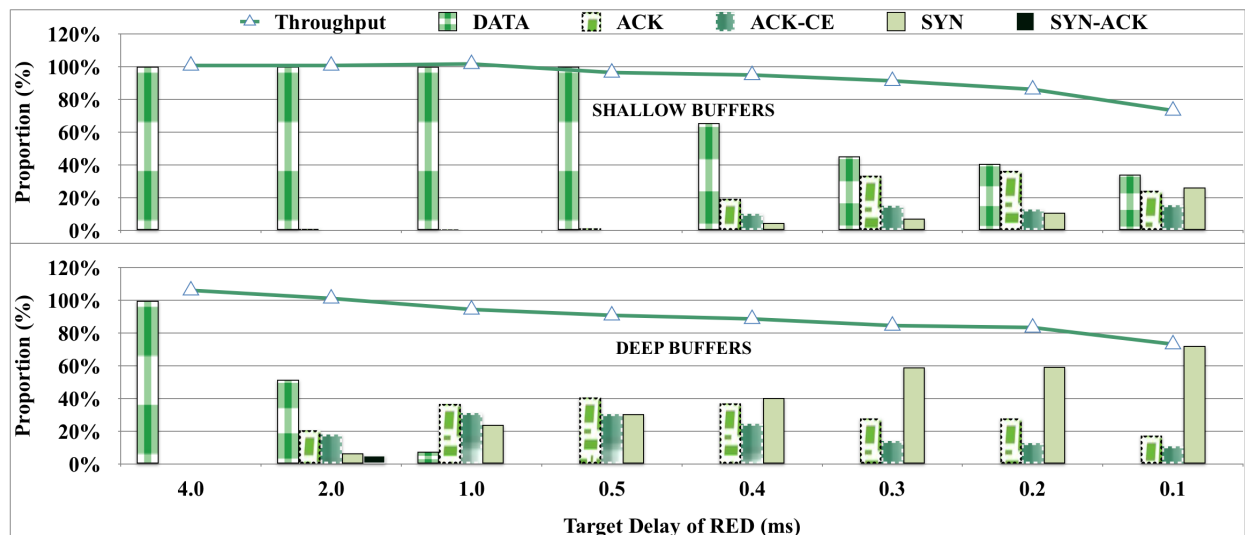 Throughput DATA ACK ACK-CE SYN SYN-ACK
120%
100%
80%
60%
40%
20%
0%
Proportion (%)
SHALLOW BUFFERS
120%
100%
80%
60%
40%
20%
0%
Proportion (%)
DEEP BUFFERS
4.0 2.0 1.0 0.5 0.4 0.3 0.2 0.1
Target Delay of RED (ms)